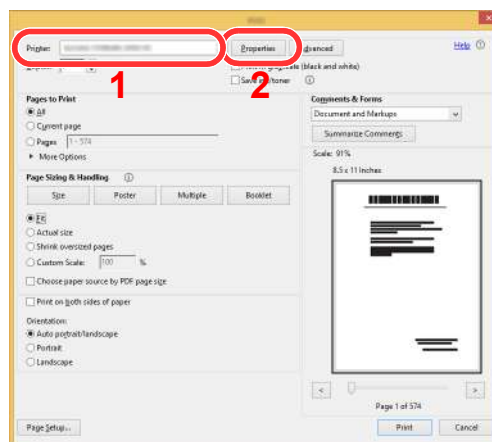 Printer:
Properties
Advanced
Help
1
2
(black and white)
Pages to Print
All
Current page
Pages
1 - 574
More Options
Comments & Forms
Document and Markups
Summarize Comments
Scale: 91%
8.5 x 11 Inches
Page Sizing & Handling
Size
Poster
Multiple
Booklet
Fit
Actual size
Shrink oversized pages
Custom Scale:
100
%
Choose paper source by PDF page size
Print on both sides of paper
Orientation:
Auto portrait/landscape
Portrait
Landscape
<
>
Page 1 of 574
Page Setup...
Print
Cancel